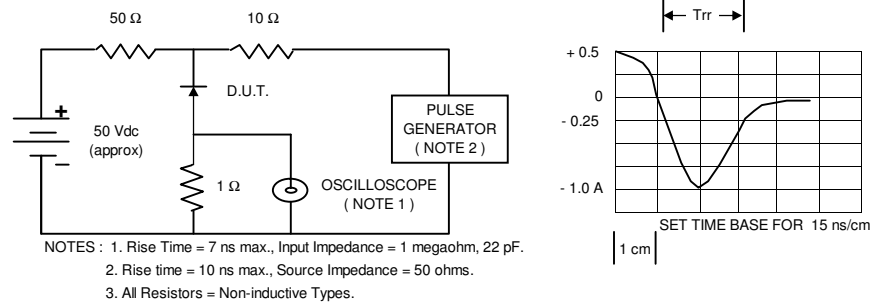 50 Ω
10 Ω
Trr
+ 0.5
0
- 0.25
- 1.0 A
D.U.T.
+
50 Vdc
(approx)
PULSE
GENERATOR
( NOTE 2 )
1 Ω
OSCILLOSCOPE
( NOTE 1 )
SET TIME BASE FOR 15 ns/cm
1 cm
NOTES : 1. Rise Time = 7 ns max., Input Impedance = 1 megaohm, 22 pF.
2. Rise time = 10 ns max., Source Impedance = 50 ohms.
3. All Resistors = Non-inductive Types.